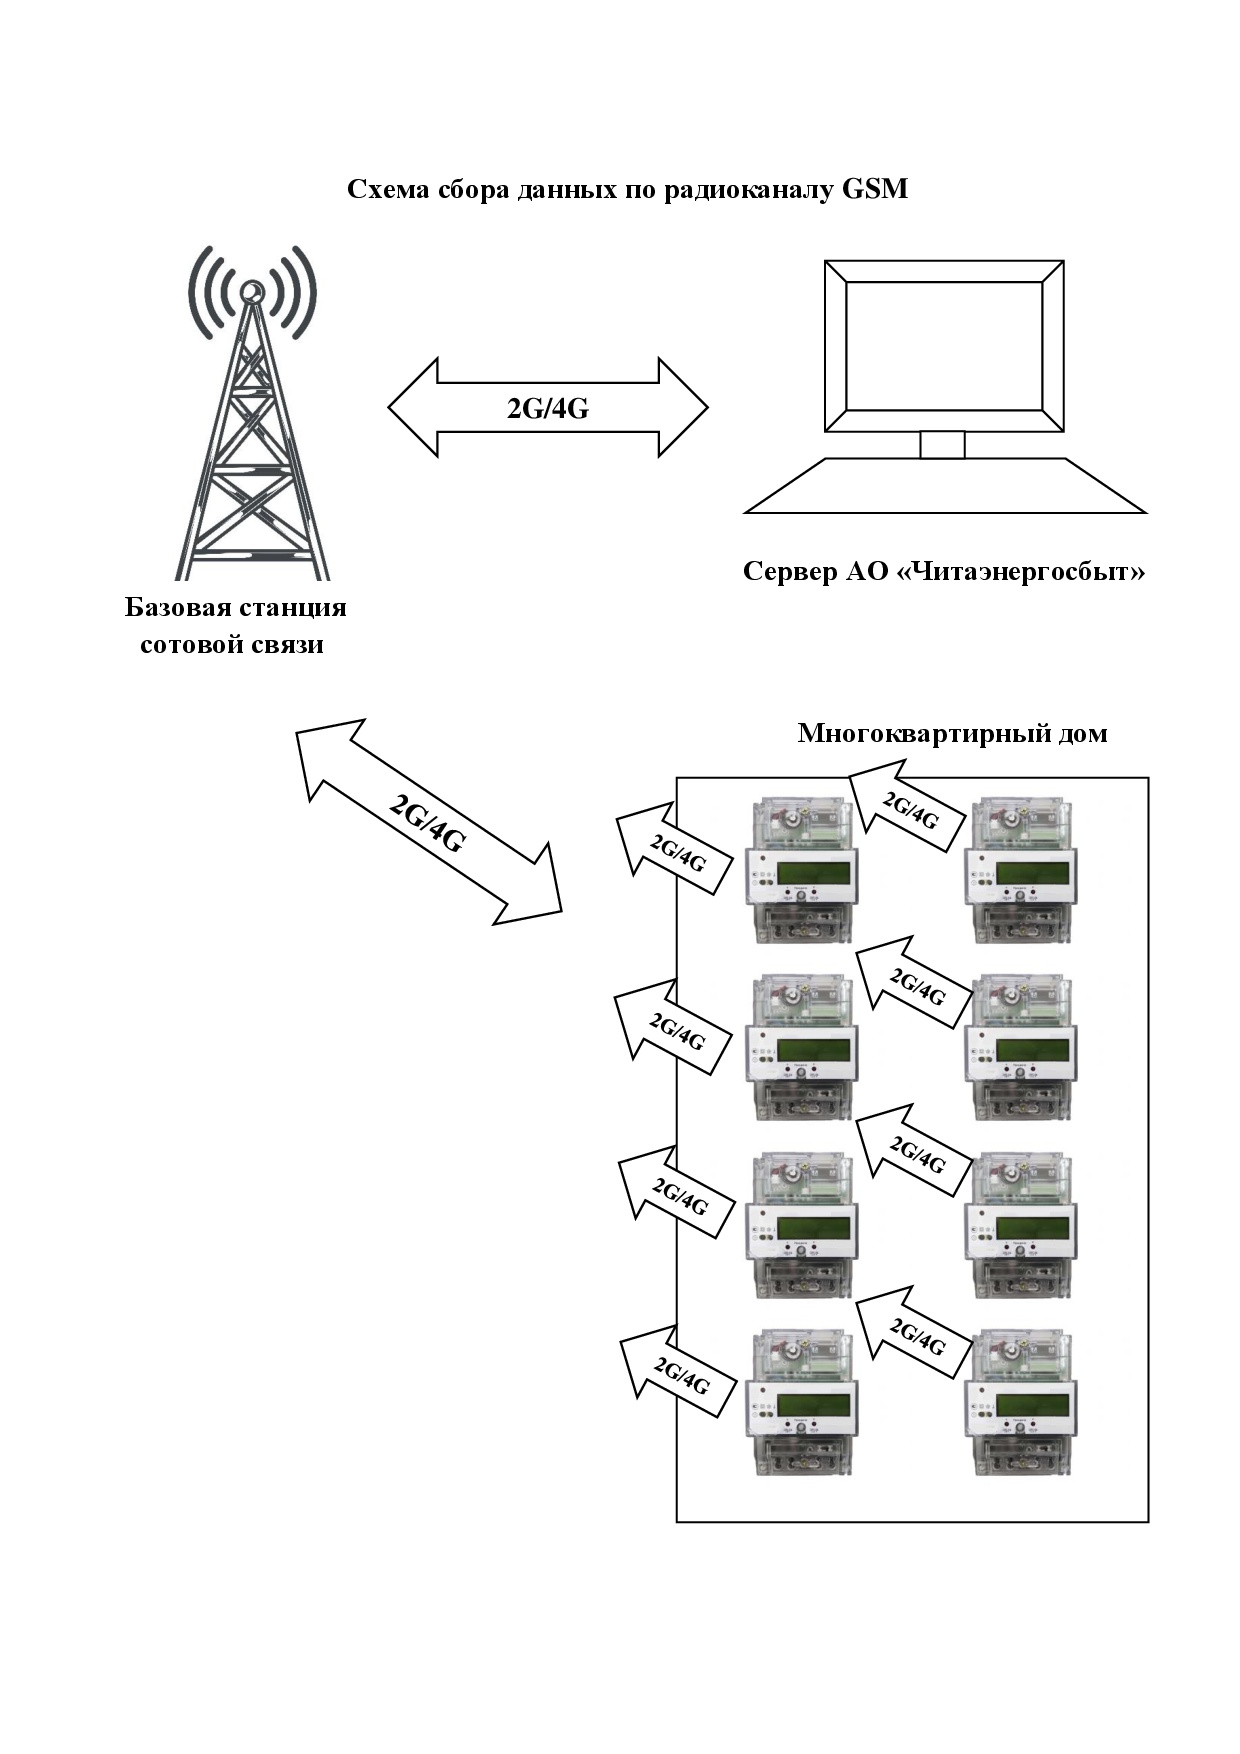 Схема сбора данных по радиоканалу GSM
2G/4G
Сервер АО «Читаэнергосбыт»
Базовая станция
сотовой связи
2G/4G
Многоквартирный дом
2G/4G
2G/4G
2G/4G
2G/4G
2G/4G
2G/4G
2G/4G
2G/4G